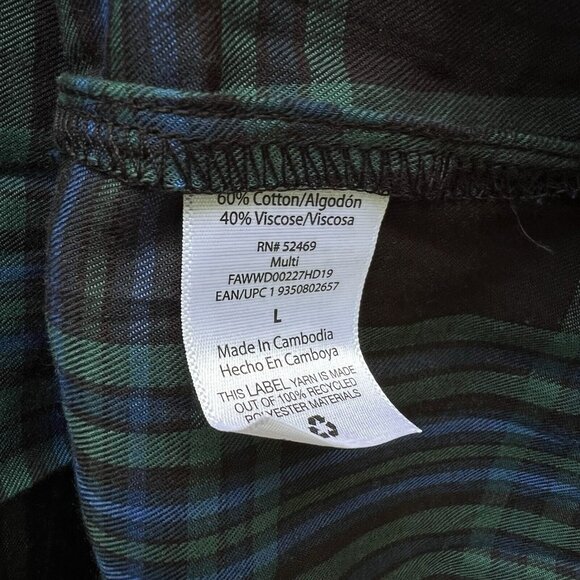 60% Cotton/Algodón
40% Viscose/Viscosa
RN# 52469
Multi
FAWWD00227HD19
EAN/UPC 1 9350802657
L
Made In Cambodia
Hecho En Camboya
THIS LABEL YARN IS MADE
OUT OF 100% RECYCLED
POLYESTER MATERIALS